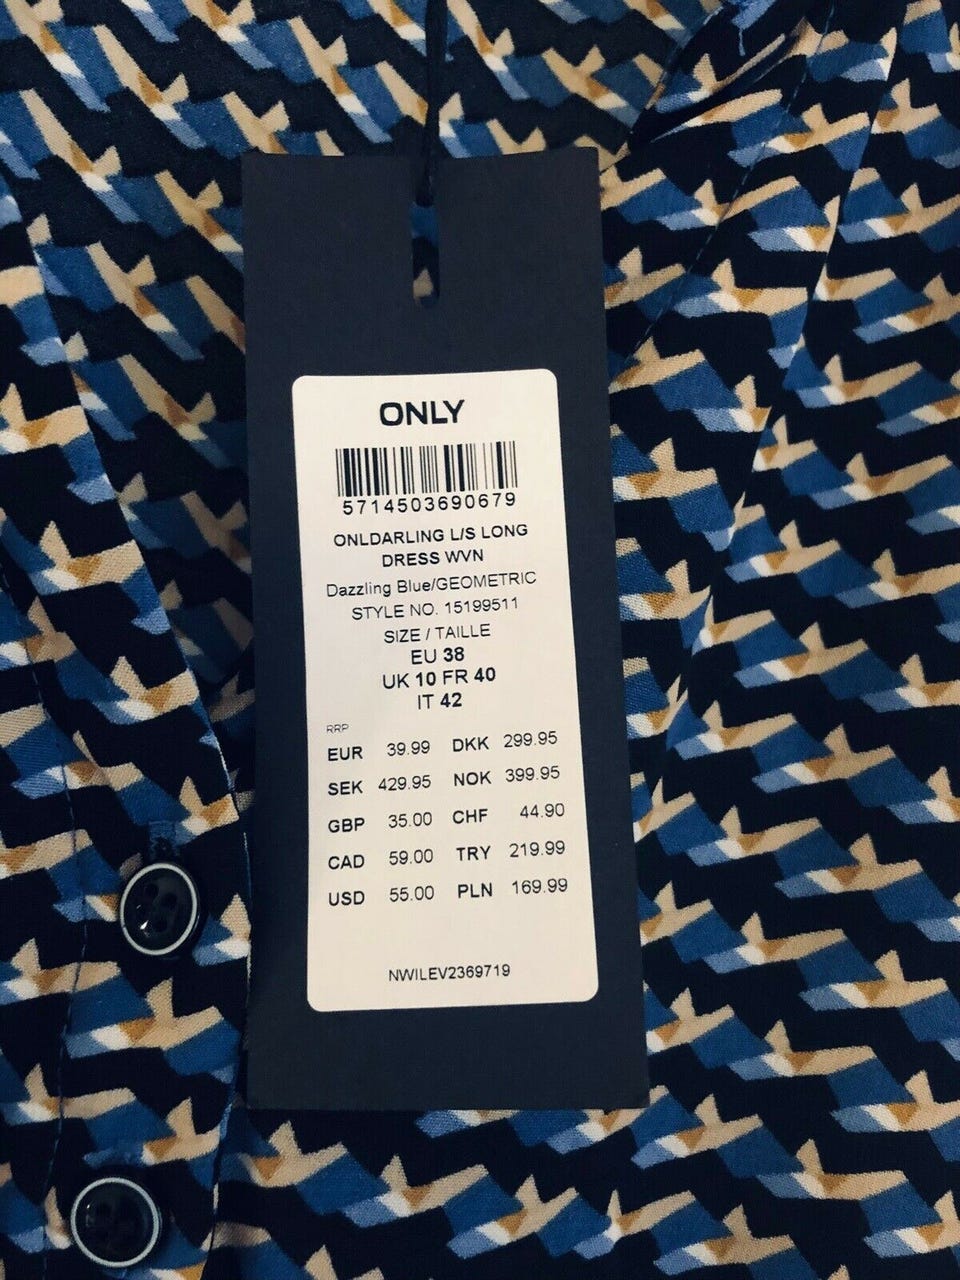 ONLY
5714503690679
ONLDARLING L/S LONG
DRESS WVN
Dazzling Blue/GEOMETRIC
STYLE NO. 15199511
SIZE / TAILLE
EU 38
UK 10 FR 40
IT 42
RRP
EUR 39.99 DKK 299.95
SEK 429.95 NOK 399.95
GBP 35.00 CHF 44.90
CAD 59.00 TRY 219.99
USD 55.00 PLN 169.99
NWILEV2369719